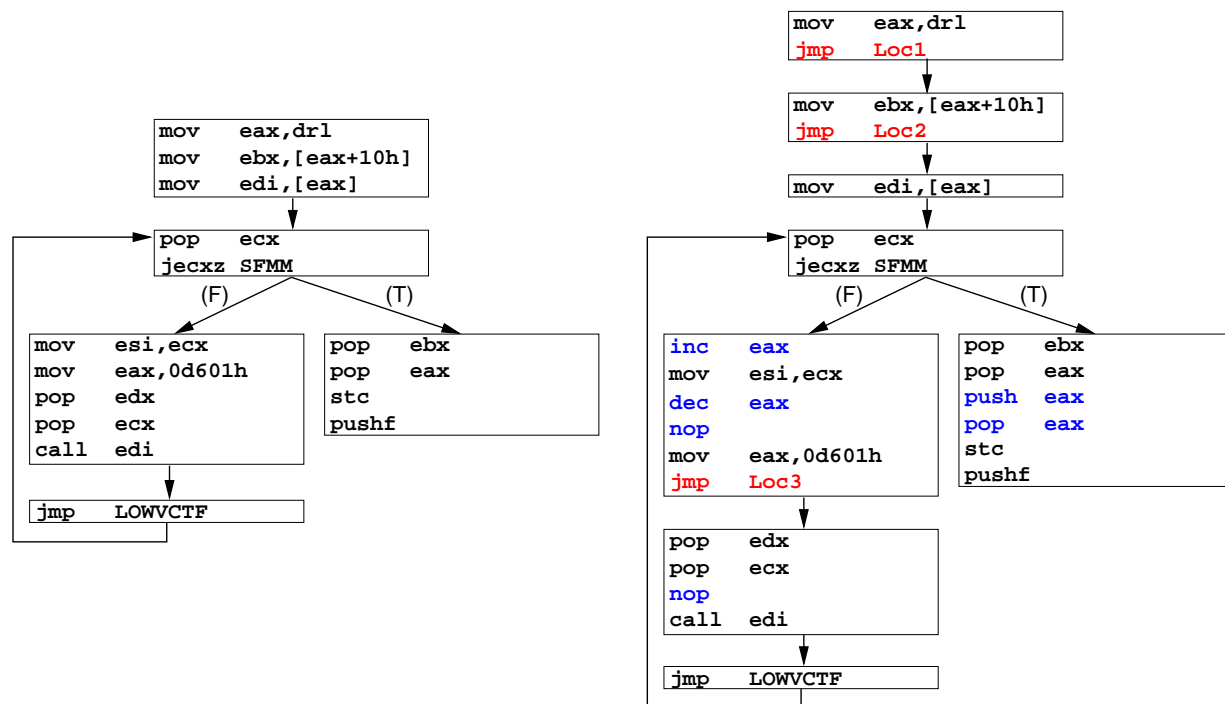 mov eax,drl
mov ebx,[eax+10h]
mov edi,[eax]
pop ecx
jecxz SFMM
(F)
(T)
mov esi,ecx
mov eax,0d601h
pop edx
pop ecx
call edi
pop ebx
pop eax
stc
pushf
jmp LOWVCTF
mov eax,drl
jmp Loc1
mov ebx,[eax+10h]
jmp Loc2
mov edi,[eax]
pop ecx
jecxz SFMM
(F)
(T)
inc eax
mov esi,ecx
dec eax
nop
mov eax,0d601h
jmp Loc3
pop ebx
pop eax
push eax
pop eax
stc
pushf
pop edx
pop ecx
nop
call edi
jmp LOWVCTF